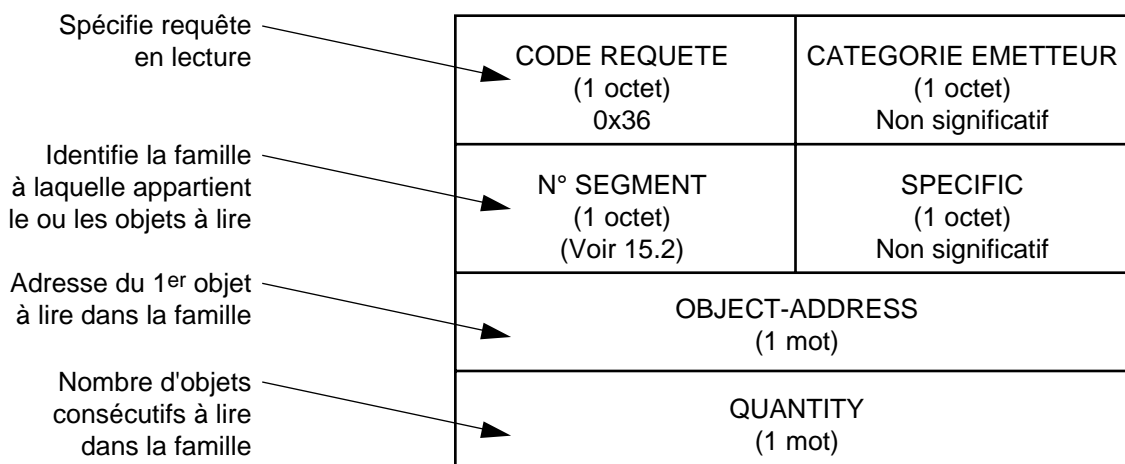 Spécifie requête
en lecture
CODE REQUETE
(1 octet)
0x36
CATEGORIE EMETTEUR
(1 octet)
Non significatif
Identifie la famille
à laquelle appartient
le ou les objets à lire
N° SEGMENT
(1 octet)
(Voir 15.2)
SPECIFIC
(1 octet)
Non significatif
Adresse du 1er objet
à lire dans la famille
OBJECT-ADDRESS
(1 mot)
Nombre d'objets
consécutifs à lire
dans la famille
QUANTITY
(1 mot)